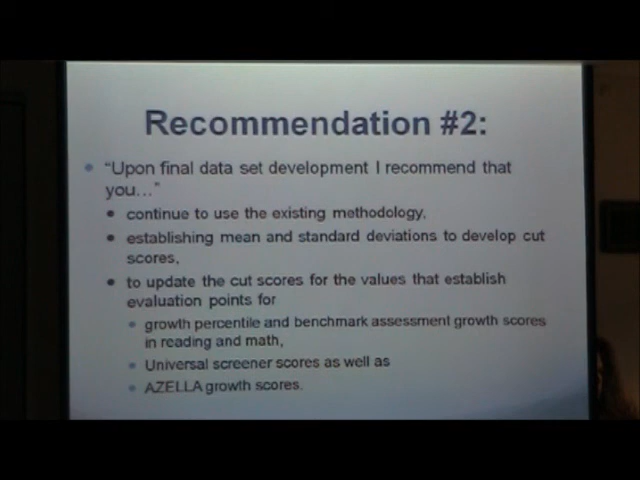 Recommendation #2:
“Upon final data set development I recommend that
you…”
continue to use the existing methodology,
establishing mean and standard deviations to develop cut
scores,
to update the cut scores for the values that establish
evaluation points for
growth percentile and benchmark assessment growth scores
in reading and math,
Universal screener scores as well as
AZELLA growth scores.